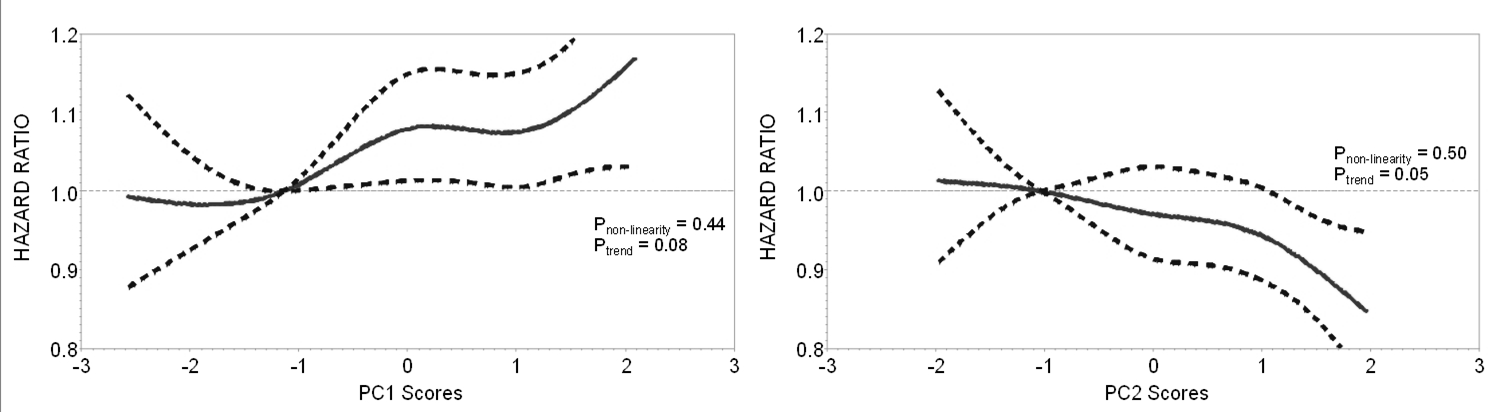 HAZARD RATIO
1.2
1.1
1.0
0.9
0.8
-3 -2 -1 0 1 2 3
PC1 Scores
Pnon-linearity = 0.44
Ptrend = 0.08
HAZARD RATIO
1.2
1.1
1.0
0.9
0.8
-3 -2 -1 0 1 2 3
PC2 Scores
Pnon-linearity = 0.50
Ptrend = 0.05